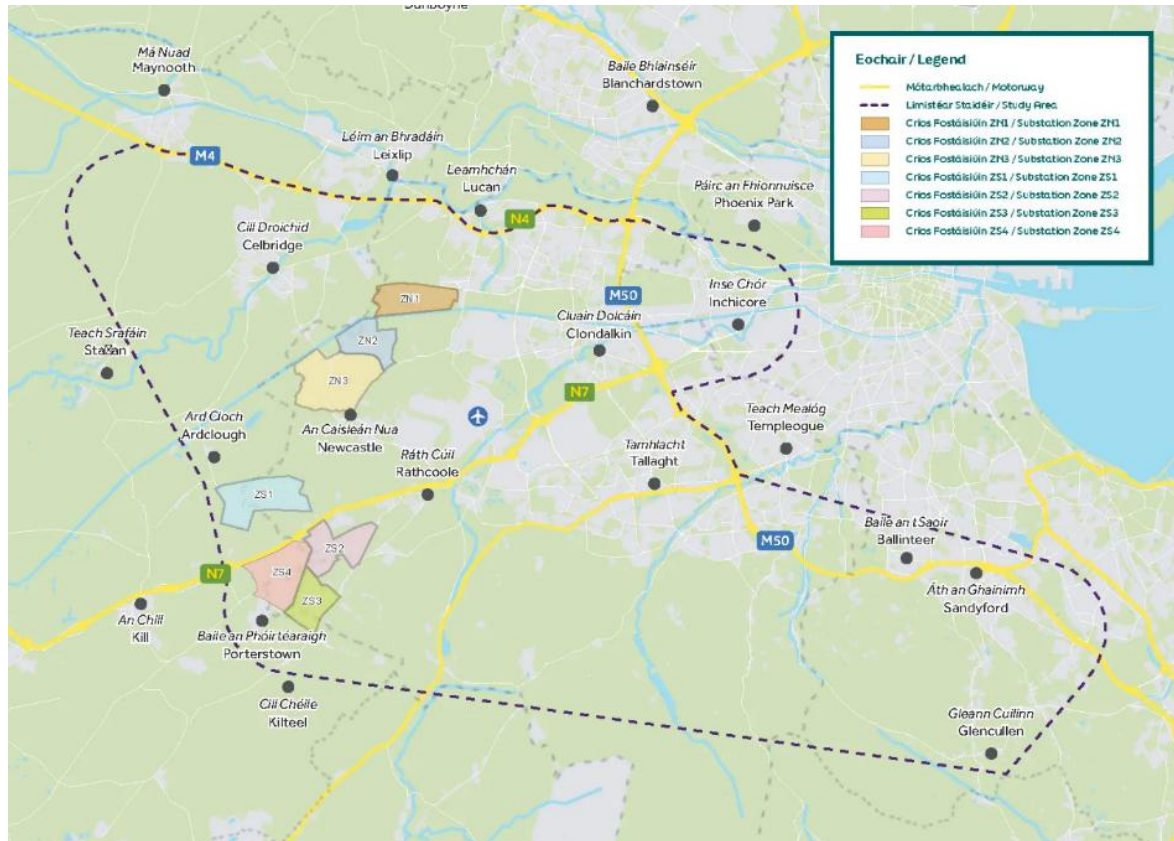 Dunboyne
Má Nuad
Maynooth
Baile Bhlainséir
Blanchardstown
Eochair / Legend
Mótarbhealach / Motorway
Limistéar Staidéir / Study Area
Crios Fostáisiúin ZN1 / Substation Zone ZN1
Crios Fostáisiúin ZN2 / Substation Zone ZN2
Crios Fostáisiúin ZN3 / Substation Zone ZN3
Crios Fostáisiúin ZS1 / Substation Zone ZS1
Crios Fostáisiúin ZS2 / Substation Zone ZS2
Crios Fostáisiúin ZS3 / Substation Zone ZS3
Crios Fostáisiúin ZS4 / Substation Zone ZS4
M4
Léim an Bhradáin
Leixlip
Leamhchán
Lucan
N4
Páirc an Fhionnuisce
Phoenix Park
Cill Droichid
Celbridge
ZN1
M50
Inse Chór
Inchicore
Cluain Dolcáin
Clondalkin
ZN2
Teach Srafáin
Straffan
ZN3
N7
An Caisleán Nua
Newcastle
Ard Cloch
Ardclough
Teach Mealóg
Templeogue
Ráth Cúil
Rathcoole
Tamhlacht
Tallaght
ZS1
ZS2
M50
Baile an tSaoir
Ballinteer
N7
ZS4
ZS3
Áth an Ghainimh
Sandyford
An Chill
Kill
Baile an Phóirtéaraigh
Porterstown
Cill Chéile
Kilteel
Gleann Cuilinn
Glencullen